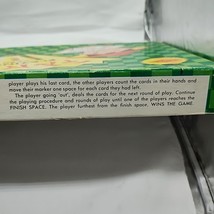 player plays his last card, the other players count the cards in their hands and
move their marker one space for each card they had left.
The player going 'out', deals the cards for the next round of play. Continue
the playing procedure and rounds of play until one of the players reaches the
FINISH SPACE. The player furthest from the finish space, WINS THE GAME.